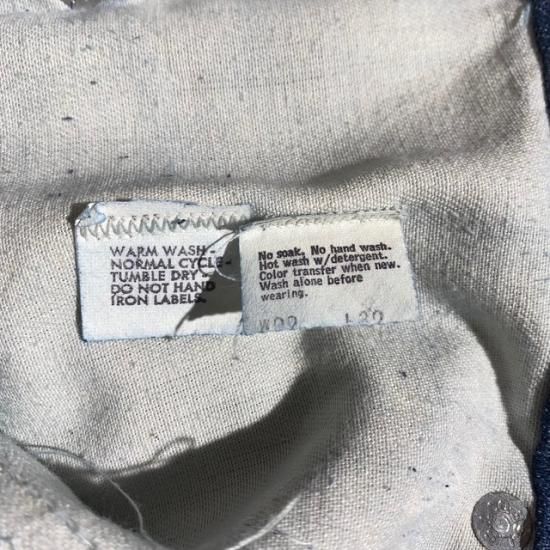 WARM WASH-
NORMAL CYCLE-
TUMBLE DRY-
DO NOT HAND
IRON LABELS.
No soak. No hand wash.
Hot wash w/detergent.
Color transfer when new.
Wash alone before
wearing.